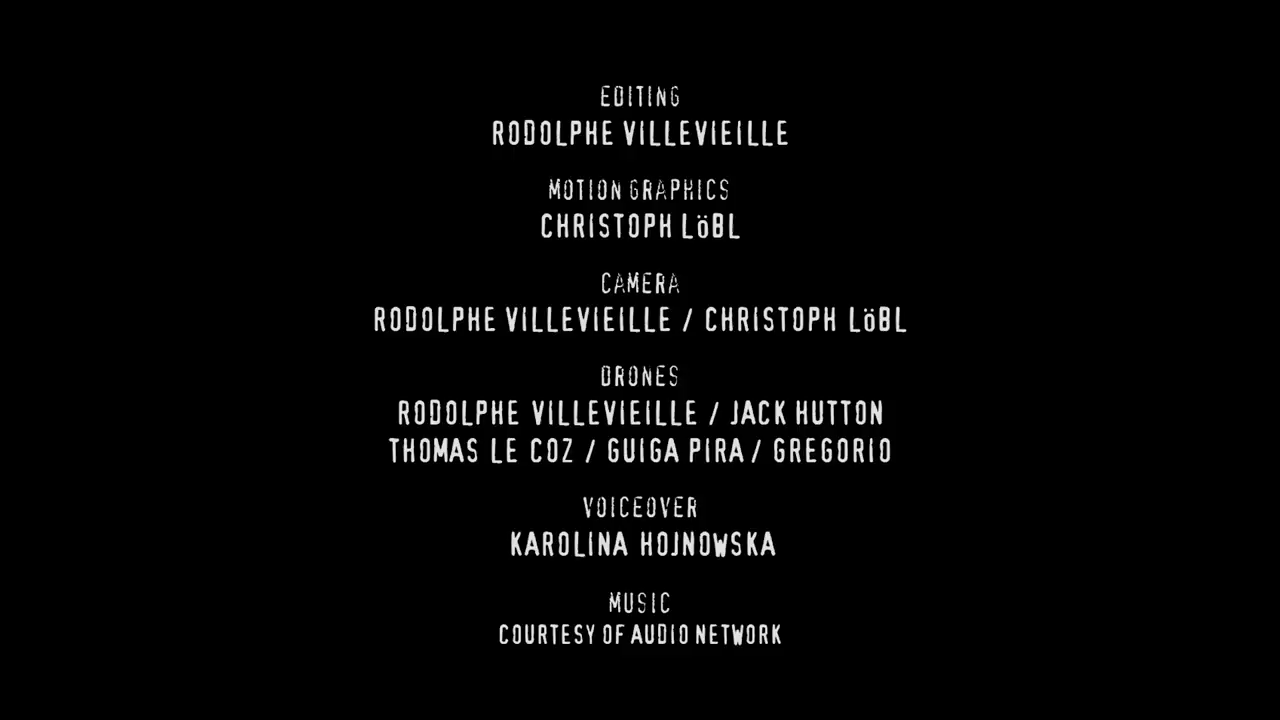 EDITING
RODOLPHE VILLEVIEILLE
MOTION GRAPHICS
CHRISTOPH LöBL
CAMERA
RODOLPHE VILLEVIEILLE / CHRISTOPH LöBL
DRONES
RODOLPHE VILLEVIEILLE / JACK HUTTON
THOMAS LE COZ / GUIGA PIRA / GREGORIO
VOICEOVER
KAROLINA HOJNOWSKA
MUSIC
COURTESY OF AUDIO NETWORK